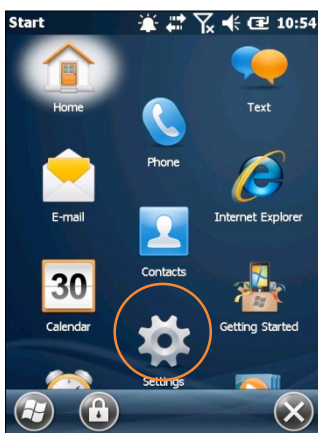 Start 10:54
Home
Text
Phone
E-mail
Internet Explorer
Contacts
30
Calendar
Getting Started
Settings